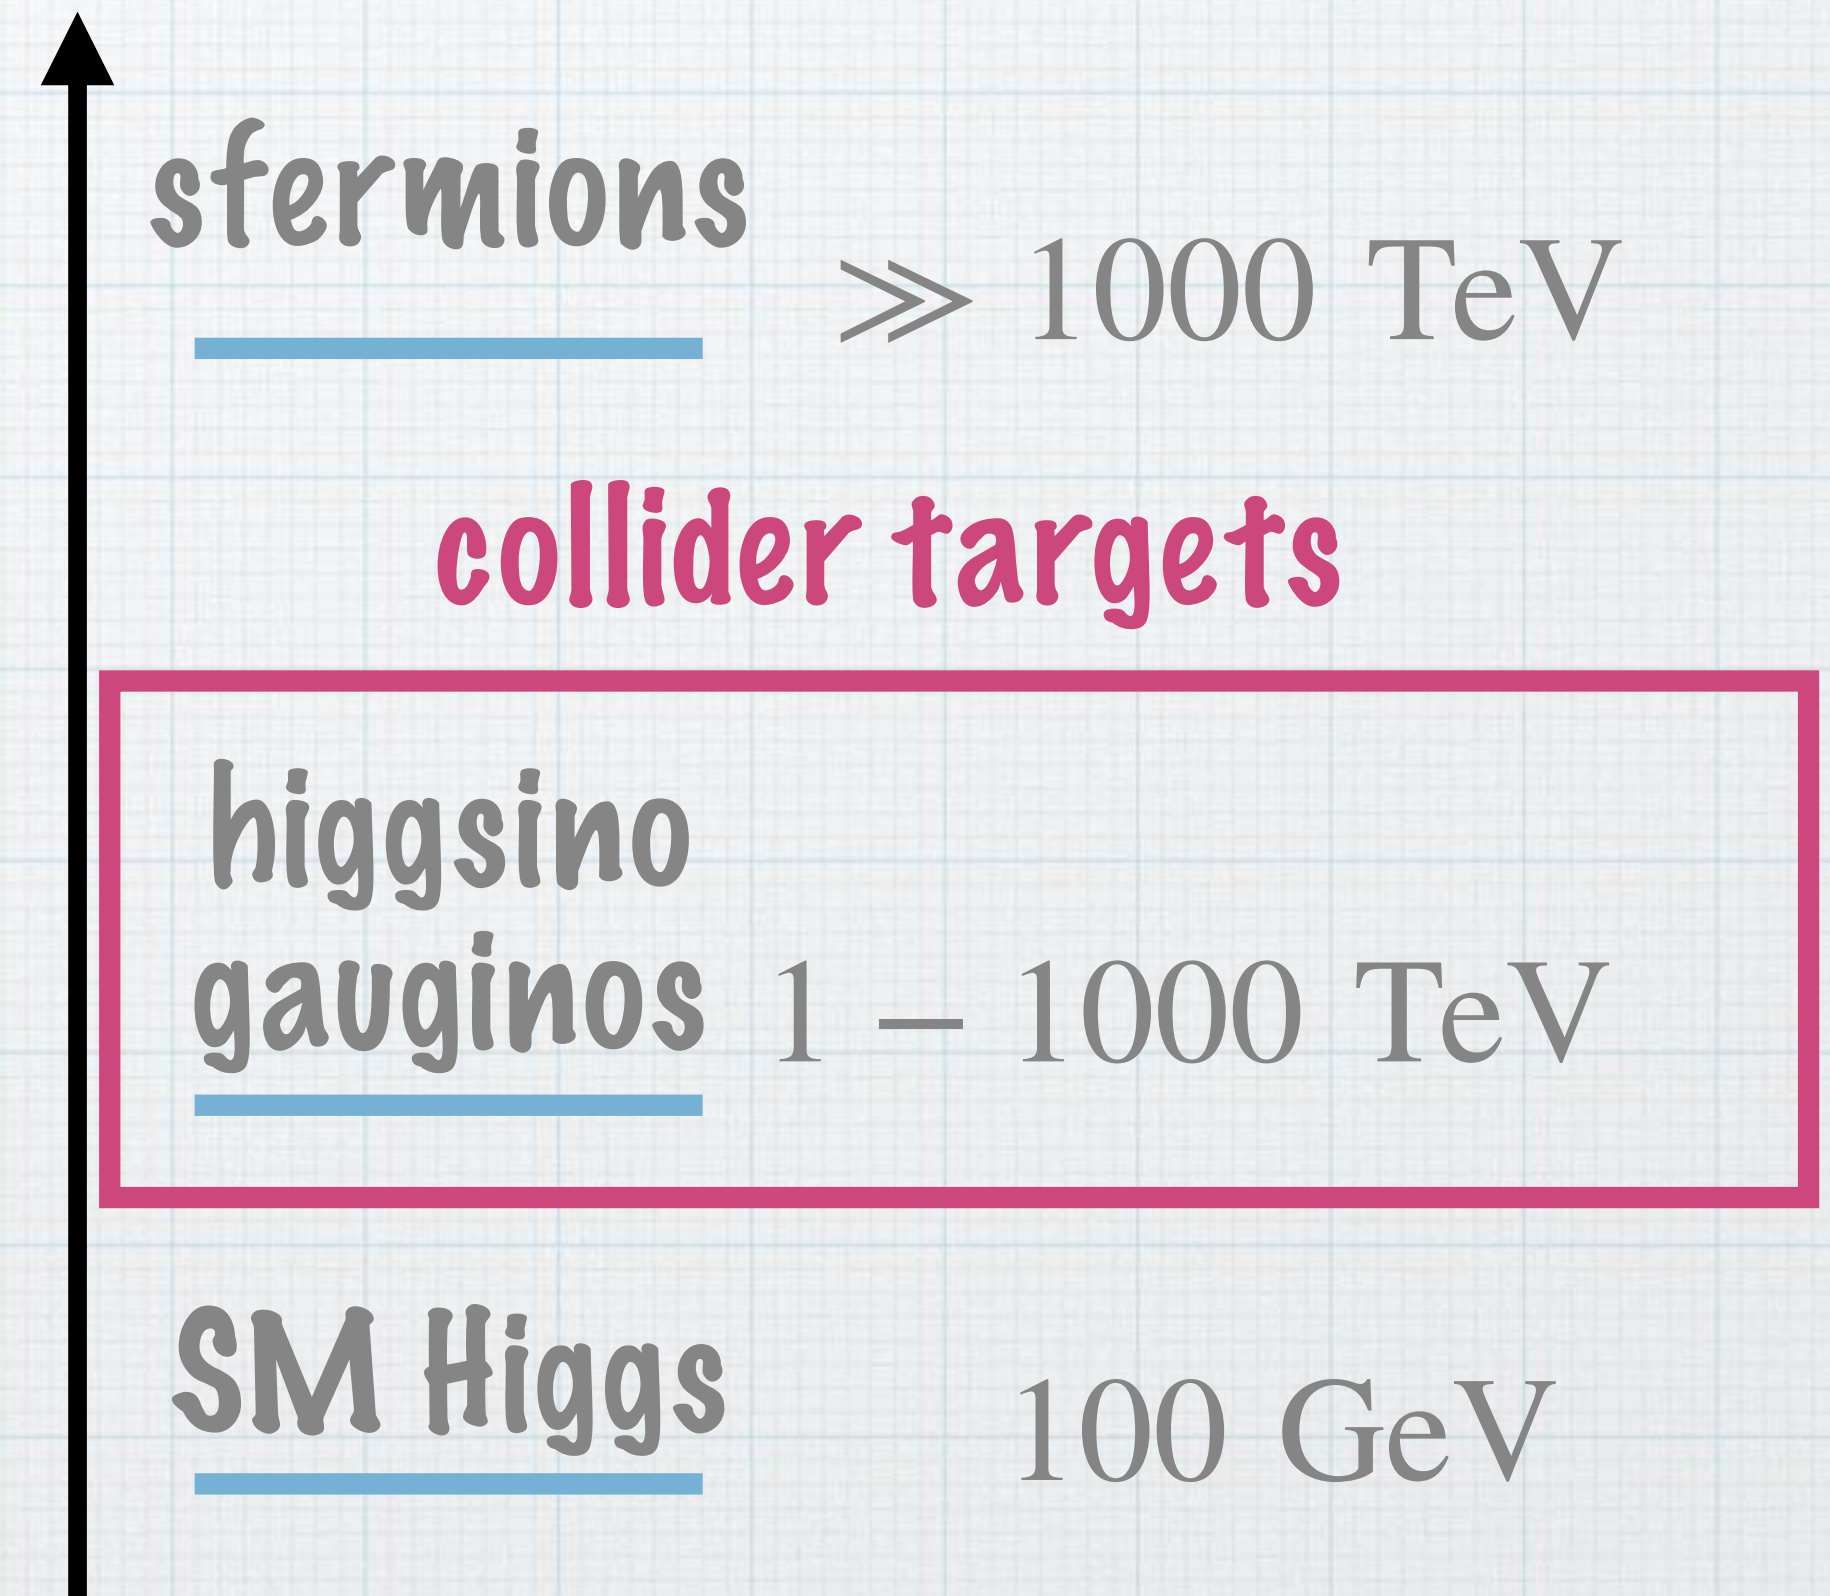 sfermions
≫ 1000 TeV
collider targets
higgsino
gauginos 1 – 1000 TeV
SM Higgs 100 GeV